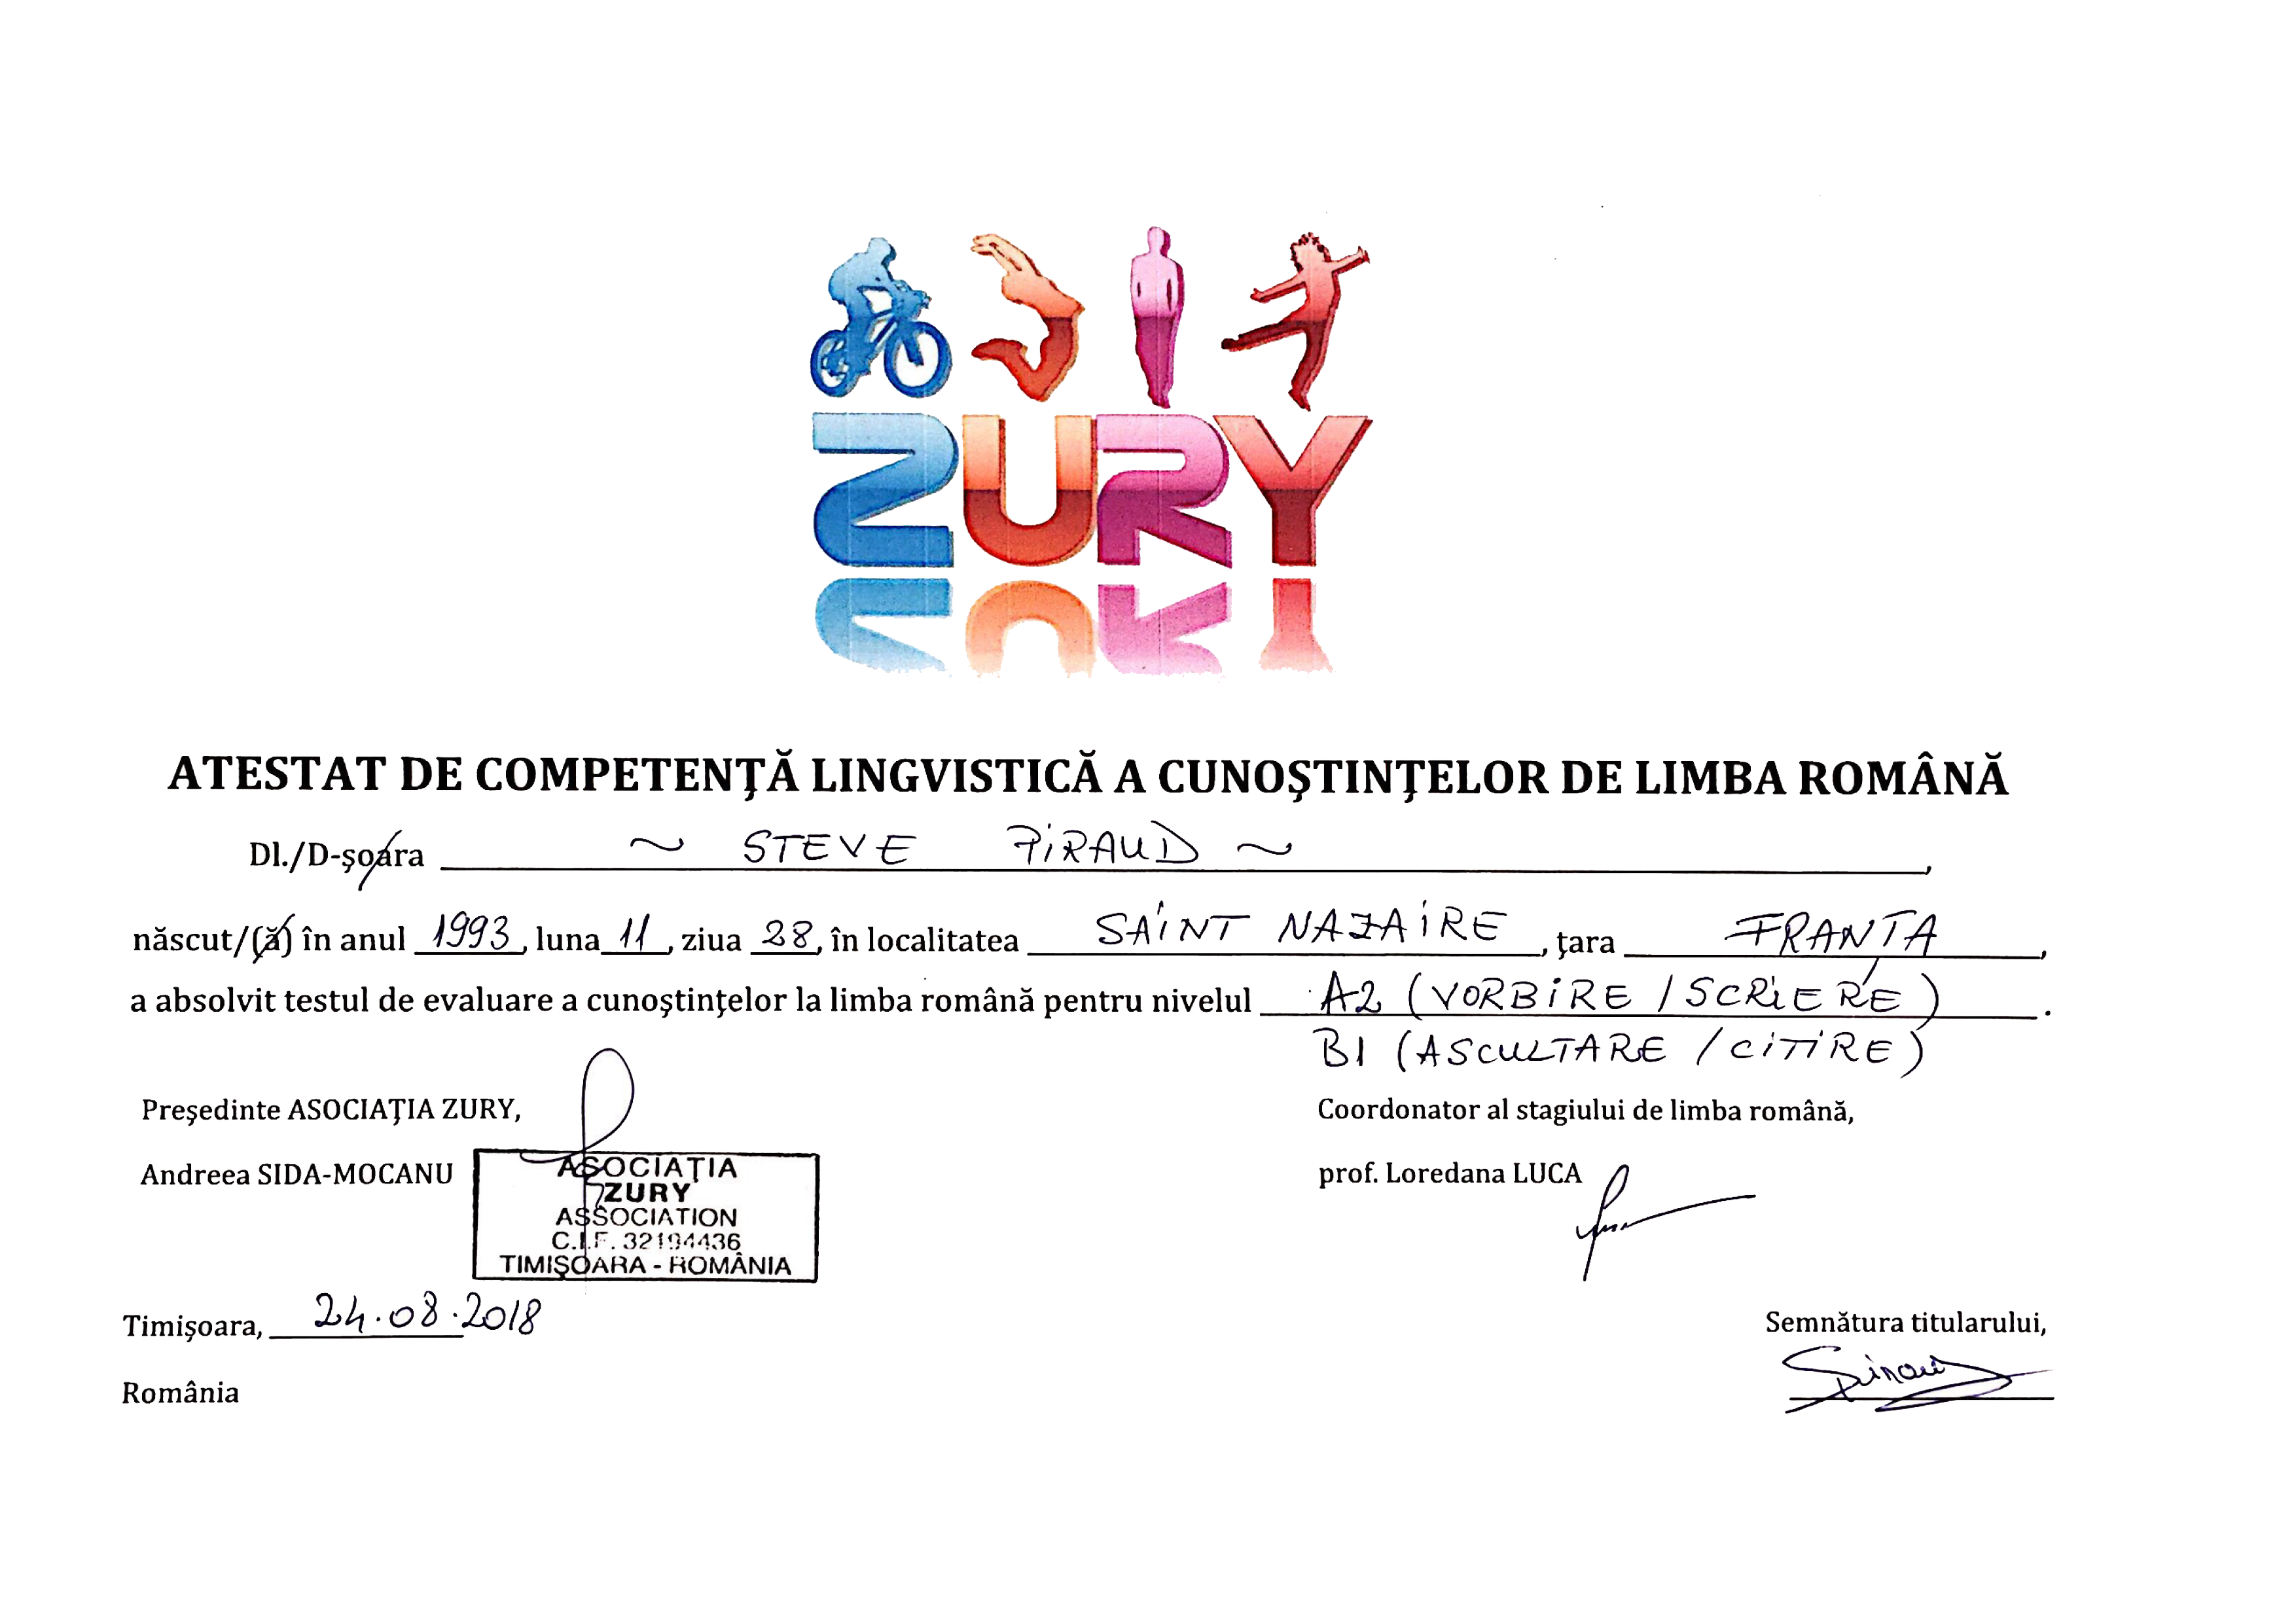 ZURY
ATESTAT DE COMPETENŢĂ LINGVISTICĂ A CUNOŞTINŢELOR DE LIMBA ROMÂNĂ
Dl./D-şoara ~ STEVE PIRAUD ~,
născut/(ă) în anul 1993, luna 11, ziua 28, în localitatea SAINT NAZAIRE, ţara FRANȚA,
a absolvit testul de evaluare a cunoştinţelor la limba română pentru nivelul A2 (VORBIRE / SCRIERE).
B1 (ASCULTARE / CITIRE)
Preşedinte ASOCIAŢIA ZURY,
Andreea SIDA-MOCANU
ASOCIAŢIA
ZURY
ASSOCIATION
C.I.F. 32194436
TIMIŞOARA - ROMÂNIA
Coordonator al stagiului de limba română,
prof. Loredana LUCA
Timişoara, 24.08.2018
România
Semnătura titularului,